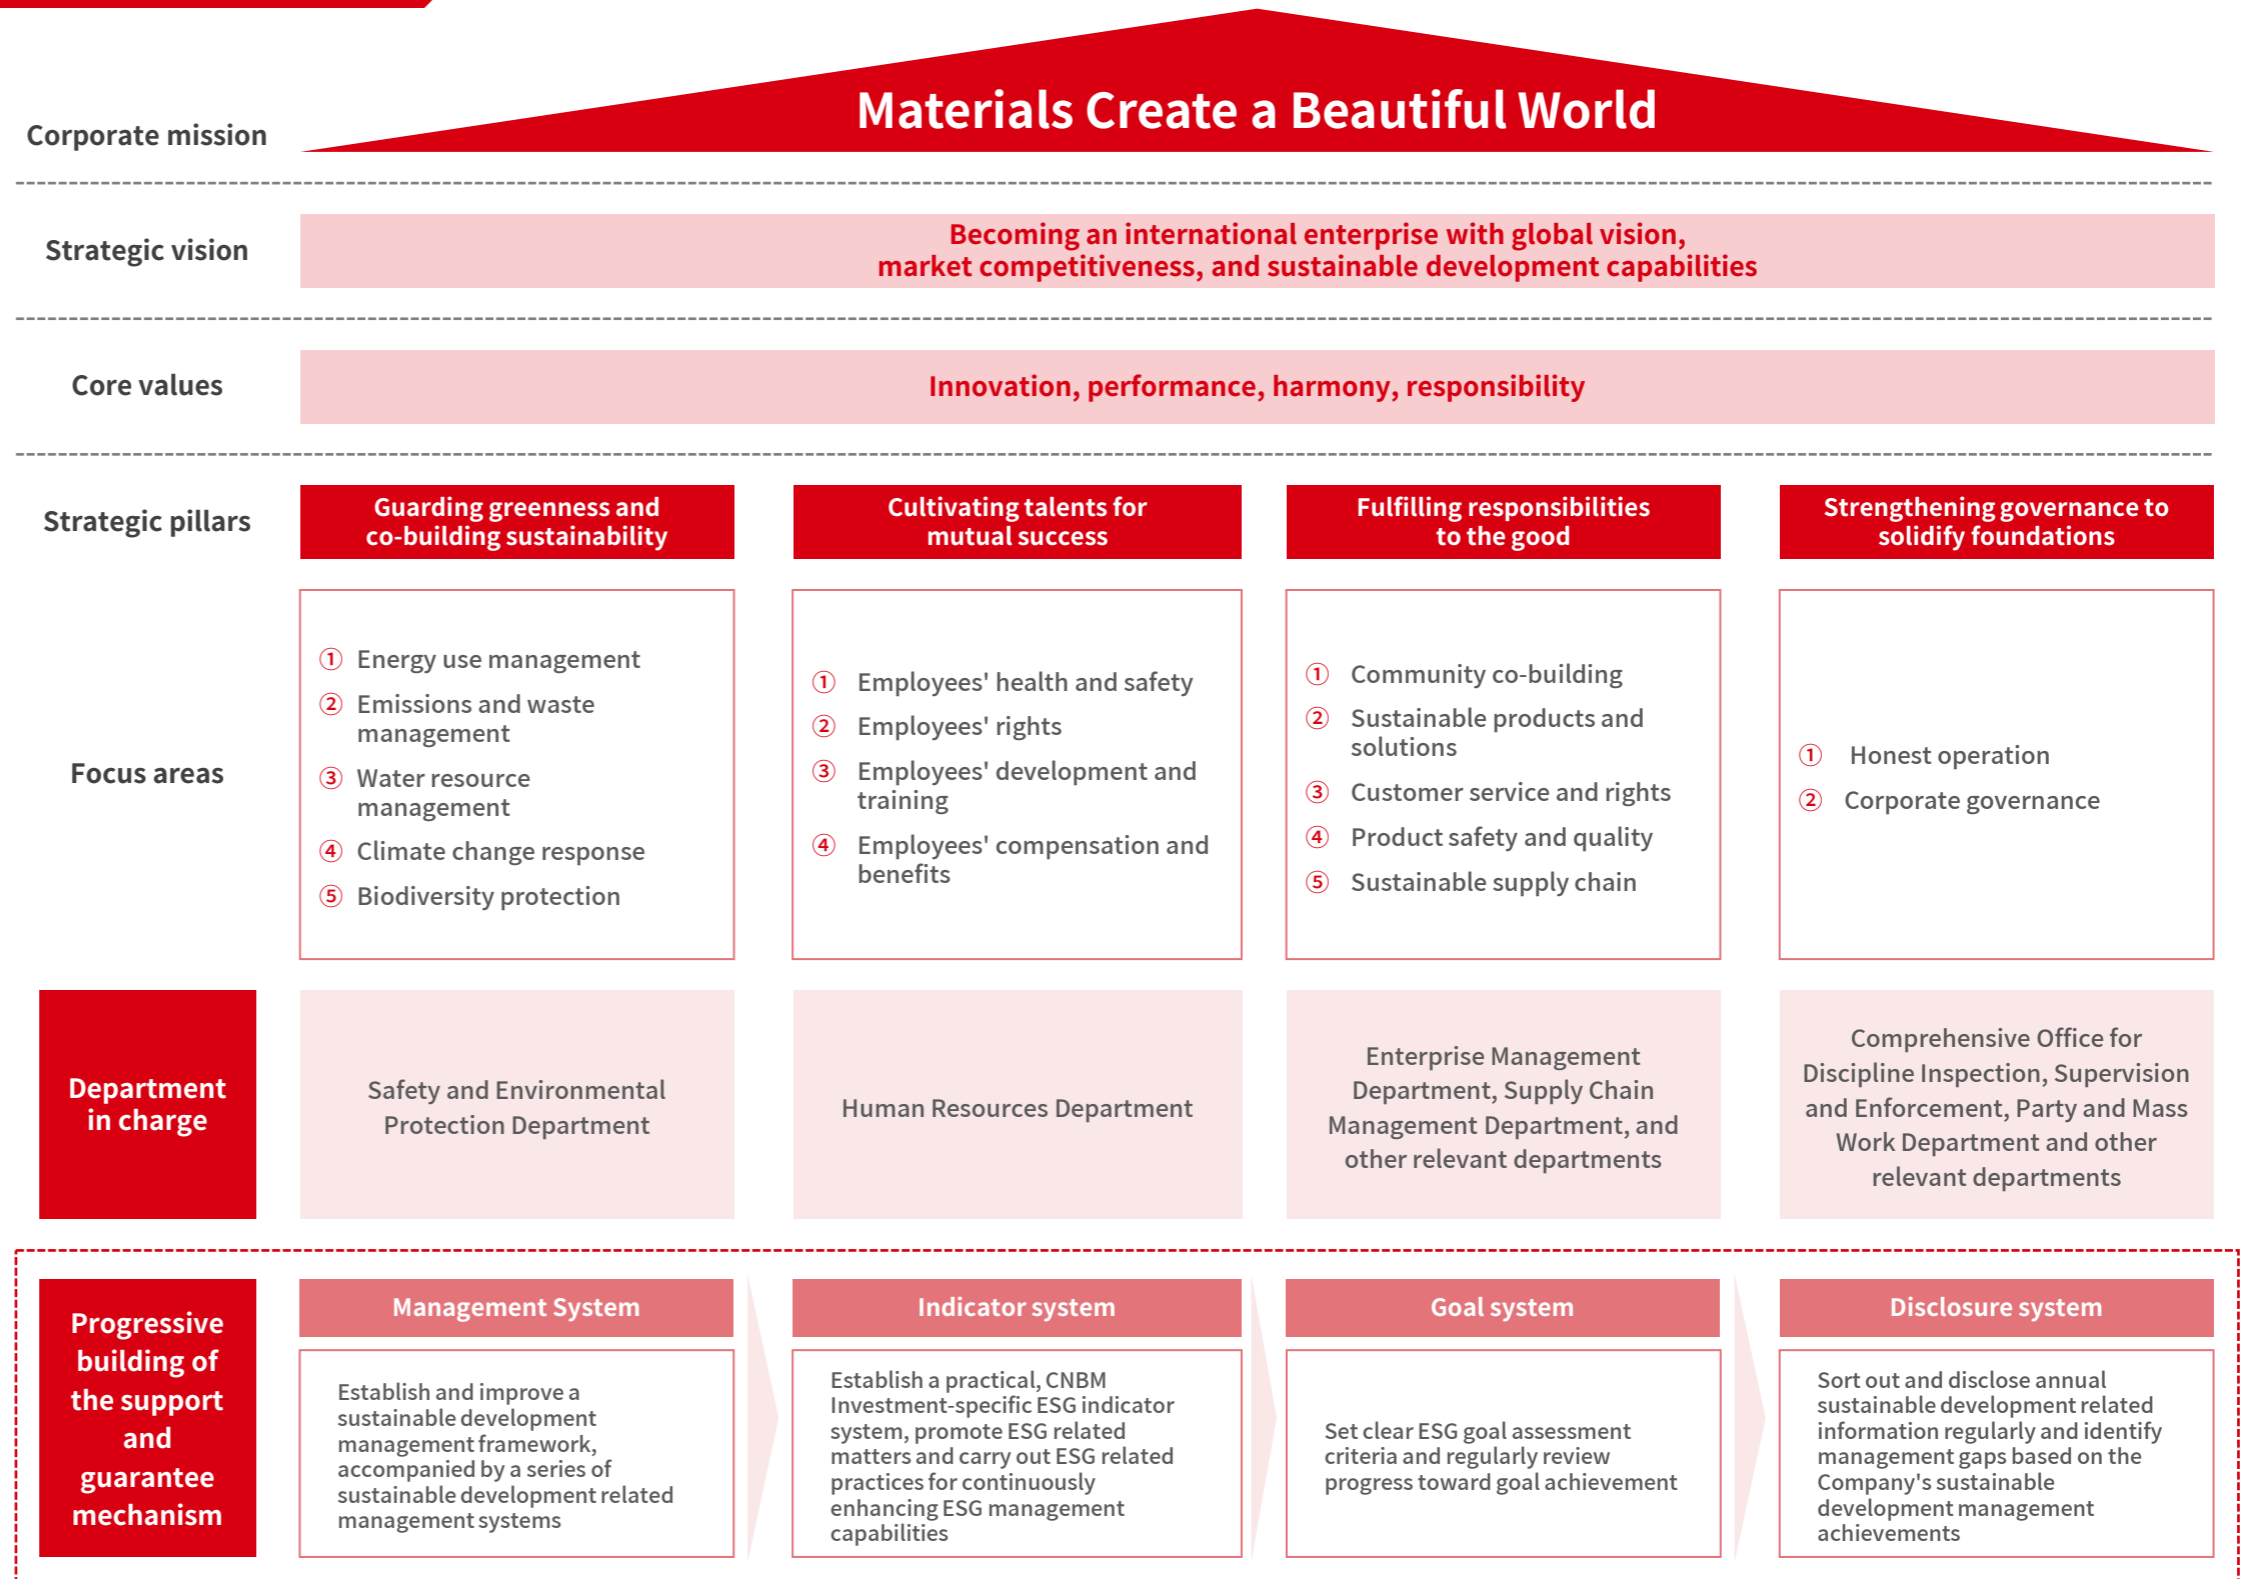 Materials Create a Beautiful World
Corporate mission
Strategic vision
Becoming an international enterprise with global vision,
market competitiveness, and sustainable development capabilities
Core values
Innovation, performance, harmony, responsibility
Strategic pillars
Guarding greenness and
co-building sustainability
Cultivating talents for
mutual success
Fulfilling responsibilities
to the good
Strengthening governance to
solidify foundations
Focus areas
① Energy use management
② Emissions and waste
management
③ Water resource
management
④ Climate change response
⑤ Biodiversity protection
① Employees' health and safety
② Employees' rights
③ Employees' development and
training
④ Employees' compensation and
benefits
① Community co-building
② Sustainable products and
solutions
③ Customer service and rights
④ Product safety and quality
⑤ Sustainable supply chain
① Honest operation
② Corporate governance
Department
in charge
Safety and Environmental
Protection Department
Human Resources Department
Enterprise Management
Department, Supply Chain
Management Department, and
other relevant departments
Comprehensive Office for
Discipline Inspection, Supervision
and Enforcement, Party and Mass
Work Department and other
relevant departments
Progressive
building of
the support
and
guarantee
mechanism
Management System
Establish and improve a
sustainable development
management framework,
accompanied by a series of
sustainable development related
management systems
Indicator system
Establish a practical, CNBM
Investment-specific ESG indicator
system, promote ESG related
matters and carry out ESG related
practices for continuously
enhancing ESG management
capabilities
Goal system
Set clear ESG goal assessment
criteria and regularly review
progress toward goal achievement
Disclosure system
Sort out and disclose annual
sustainable development related
information regularly and identify
management gaps based on the
Company's sustainable
development management
achievements